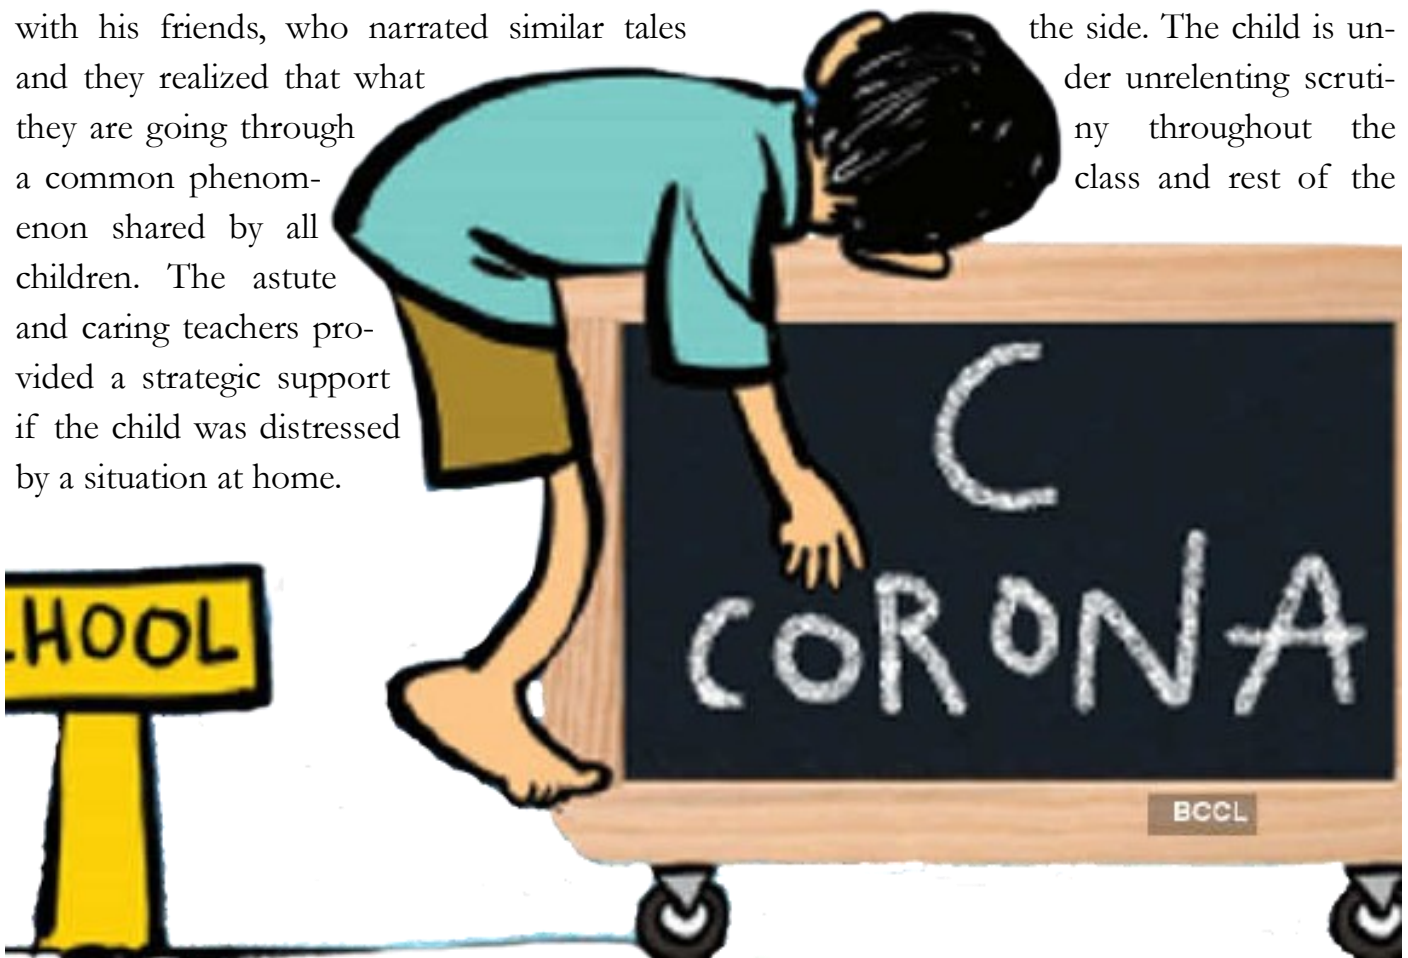 with his friends, who narrated similar tales
and they realized that what
they are going through
a common phenom-
enon shared by all
children. The astute
and caring teachers pro-
vided a strategic support
if the child was distressed
by a situation at home.
the side. The child is un-
der unrelenting scruti-
ny throughout the
class and rest of the
C
CORONA
CHOOL
BCCL